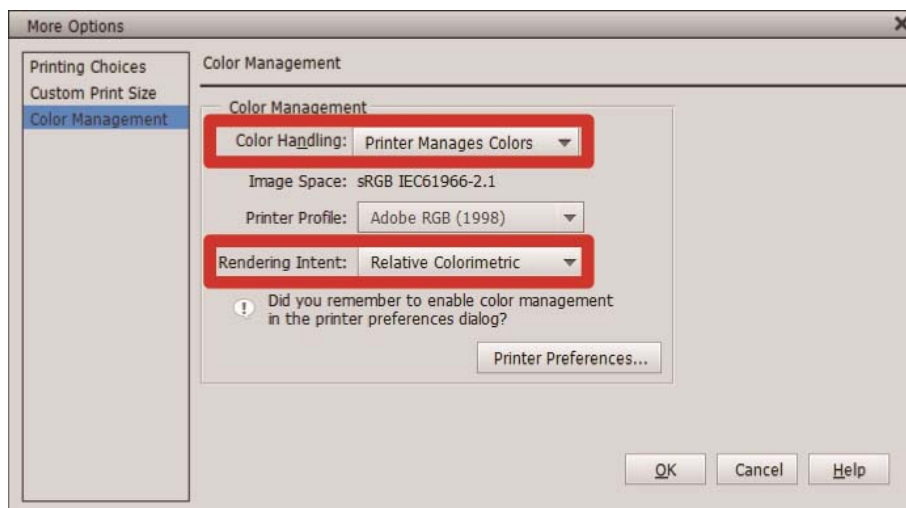 More Options
Printing Choices
Custom Print Size
Color Management
Color Management
Color Management
Color Handling: Printer Manages Colors
Image Space: sRGB IEC61966-2.1
Printer Profile: Adobe RGB (1998)
Rendering Intent: Relative Colorimetric
Did you remember to enable color management
in the printer preferences dialog?
Printer Preferences...
OK Cancel Help